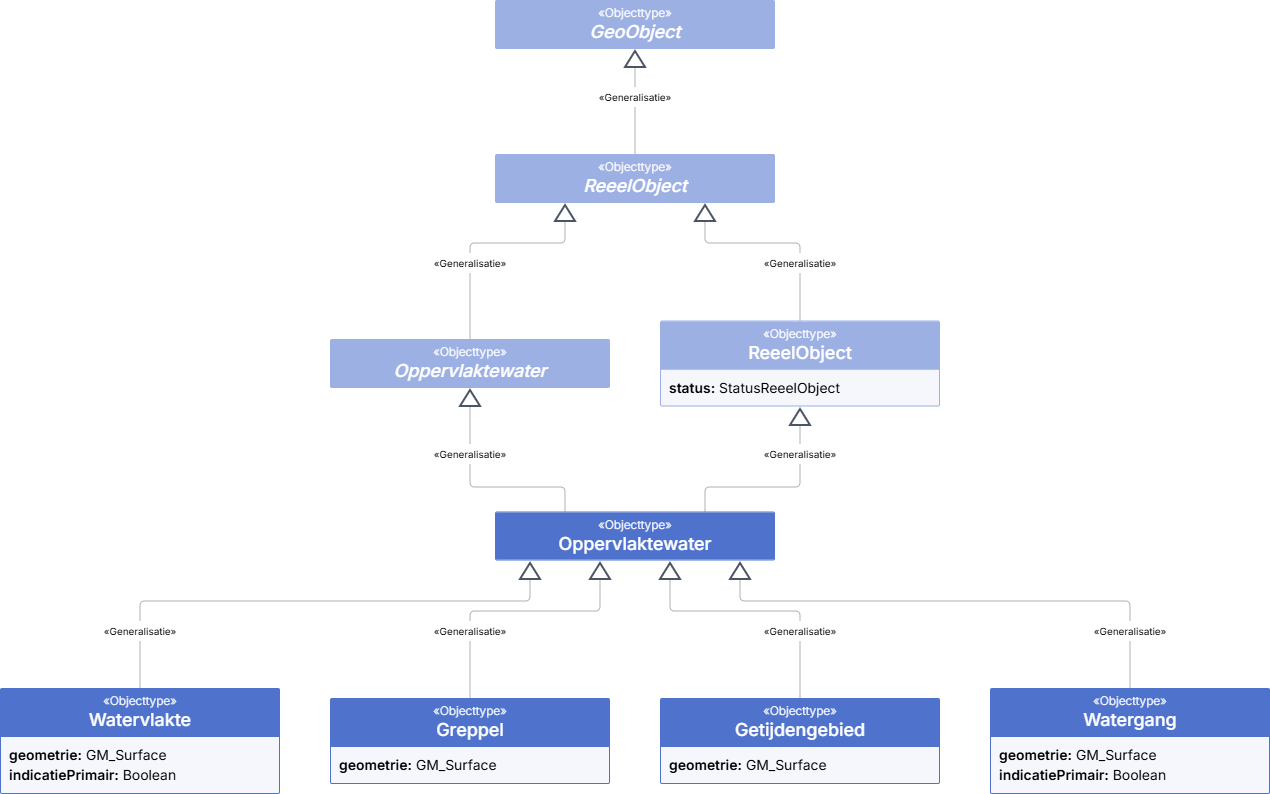 «Objecttype»
GeoObject
«Generalisatie»
«Objecttype»
ReeelObject
«Generalisatie»
«Generalisatie»
«Objecttype»
Oppervlaktewater
«Objecttype»
ReeelObject
status: StatusReeelObject
«Generalisatie»
«Generalisatie»
«Objecttype»
Oppervlaktewater
«Generalisatie»
«Generalisatie»
«Generalisatie»
«Generalisatie»
«Objecttype»
Watervlakte
geometrie: GM_Surface
indicatiePrimair: Boolean
«Objecttype»
Greppel
geometrie: GM_Surface
«Objecttype»
Getijdengebied
geometrie: GM_Surface
«Objecttype»
Watergang
geometrie: GM_Surface
indicatiePrimair: Boolean